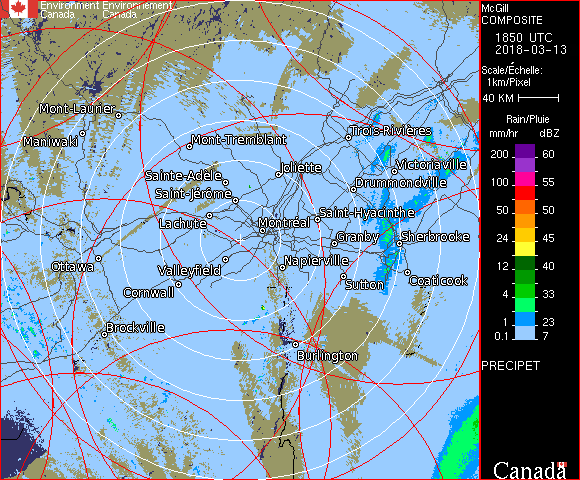 Environment Environnement
Canada Canada
McGill
COMPOSITE
1850 UTC
2018-03-13
Scale/Échelle:
1km/Pixel
40 KM
Rain/Pluie
mm/hr dBZ
200 60
100 55
50 50
24 45
12 40
4 33
1 23
0.1 7
PRECIPET
Canada
Mont-Laurier
Maniwaki
Mont-Tremblant
Trois-Rivières
Victoriaville
Joliette
Sainte-Adèle
Drummondville
Saint-Jérôme
Saint-Hyacinthe
Lachute
Montréal
Granby
Sherbrooke
Ottawa
Valleyfield
Napierville
Coaticook
Sutton
Cornwall
Brockville
Burlington